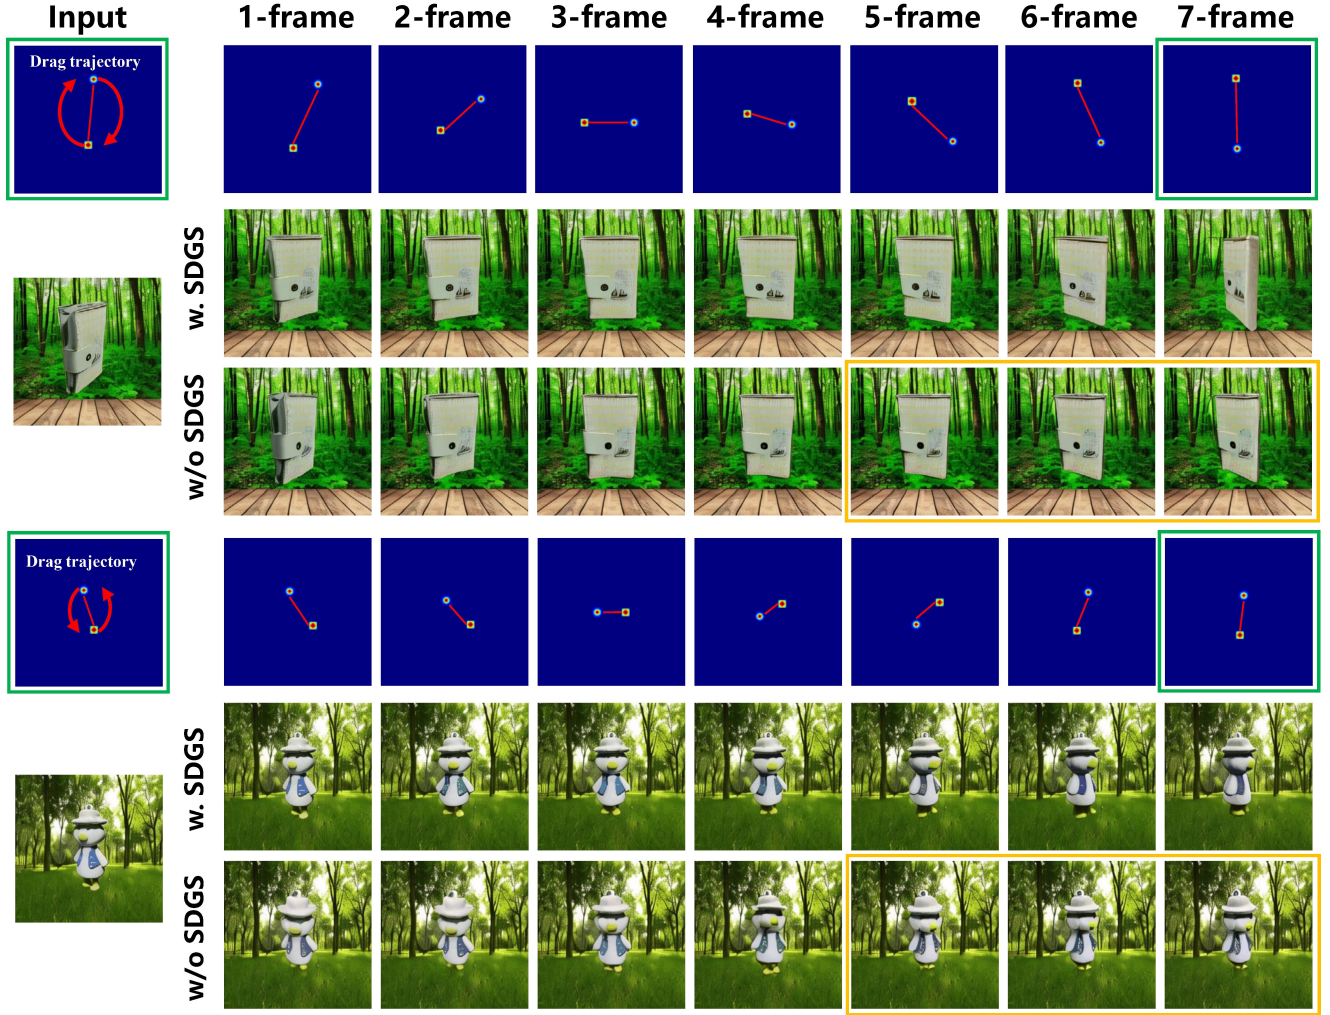 Input 1-frame 2-frame 3-frame 4-frame 5-frame 6-frame 7-frame
Drag trajectory
w. SDGS
w/o SDGS
Drag trajectory
w. SDGS
w/o SDGS